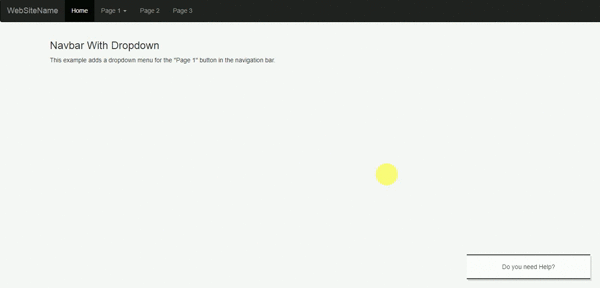 WebSiteName Home Page 1 Page 2 Page 3
Navbar With Dropdown
This example adds a dropdown menu for the "Page 1" button in the navigation bar.
Do you need Help?